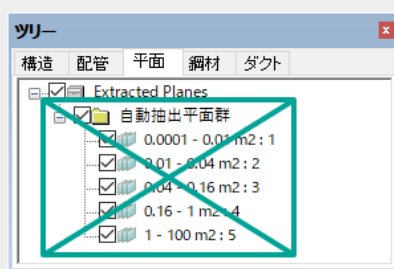 ツリー
構造 配管 平面 鋼材 ダクト
Extracted Planes
自動抽出平面群
0.0001 - 0.01 m2 : 1
0.01 - 0.04 m2 : 2
0.04 - 0.16 m2 : 3
0.16 - 1 m2 : 4
1 - 100 m2 : 5